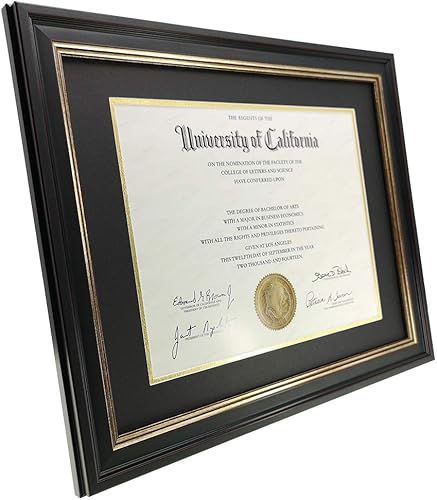 THE REGENTS OF THE
University of California
ON THE NOMINATION OF THE FACULTY OF THE
COLLEGE OF LETTERS AND SCIENCE
HAVE CONFERRED UPON
THE DEGREE OF BACHELOR OF ARTS
WITH A MAJOR IN BUSINESS ECONOMICS
WITH A MINOR IN STATISTICS
WITH ALL THE RIGHTS AND PRIVILEGES THERETO PERTAINING
GIVEN AT LOS ANGELES
THIS TWELFTH DAY OF SEPTEMBER IN THE YEAR
TWO THOUSAND AND FOURTEEN
Edmund G. Brown Jr.